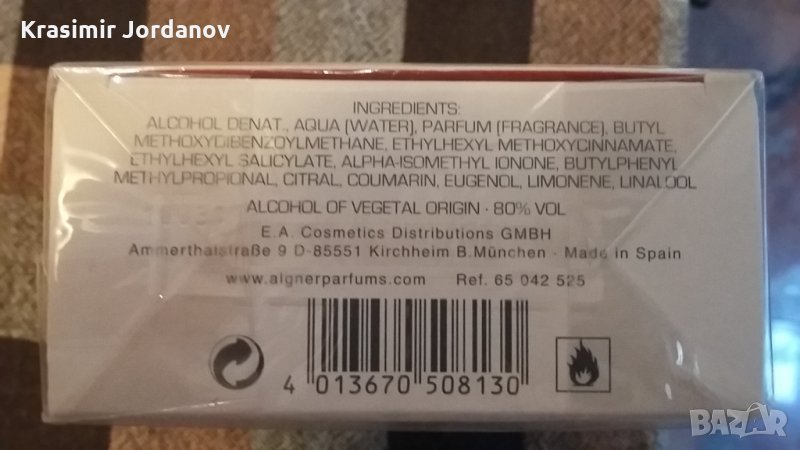 Krasimir Jordanov
INGREDIENTS:
ALCOHOL DENAT., AQUA (WATER), PARFUM (FRAGRANCE), BUTYL
METHOXYDIBENZOYLMETHANE, ETHYLHEXYL METHOXYCINNAMATE,
ETHYLHEXYL SALICYLATE, ALPHA-ISOMETHYL IONONE, BUTYLPHENYL
METHYLPROPIONAL, CITRAL, COUMARIN, EUGENOL, LIMONENE, LINALOOL
ALCOHOL OF VEGETAL ORIGIN · 80% VOL
E.A. Cosmetics Distributions GMBH
Ammerthalstraße 9 D-85551 Kirchheim B.München - Made in Spain
www.aignerparfums.com Ref. 65 042 525
4 013670 508130
BAZAR